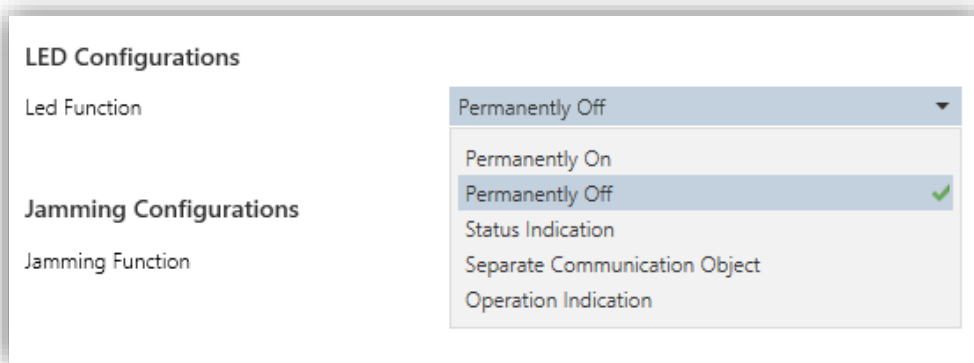 LED Configurations
Led Function
Permanently Off
Permanently On
Permanently Off
Status Indication
Separate Communication Object
Operation Indication
Jamming Configurations
Jamming Function